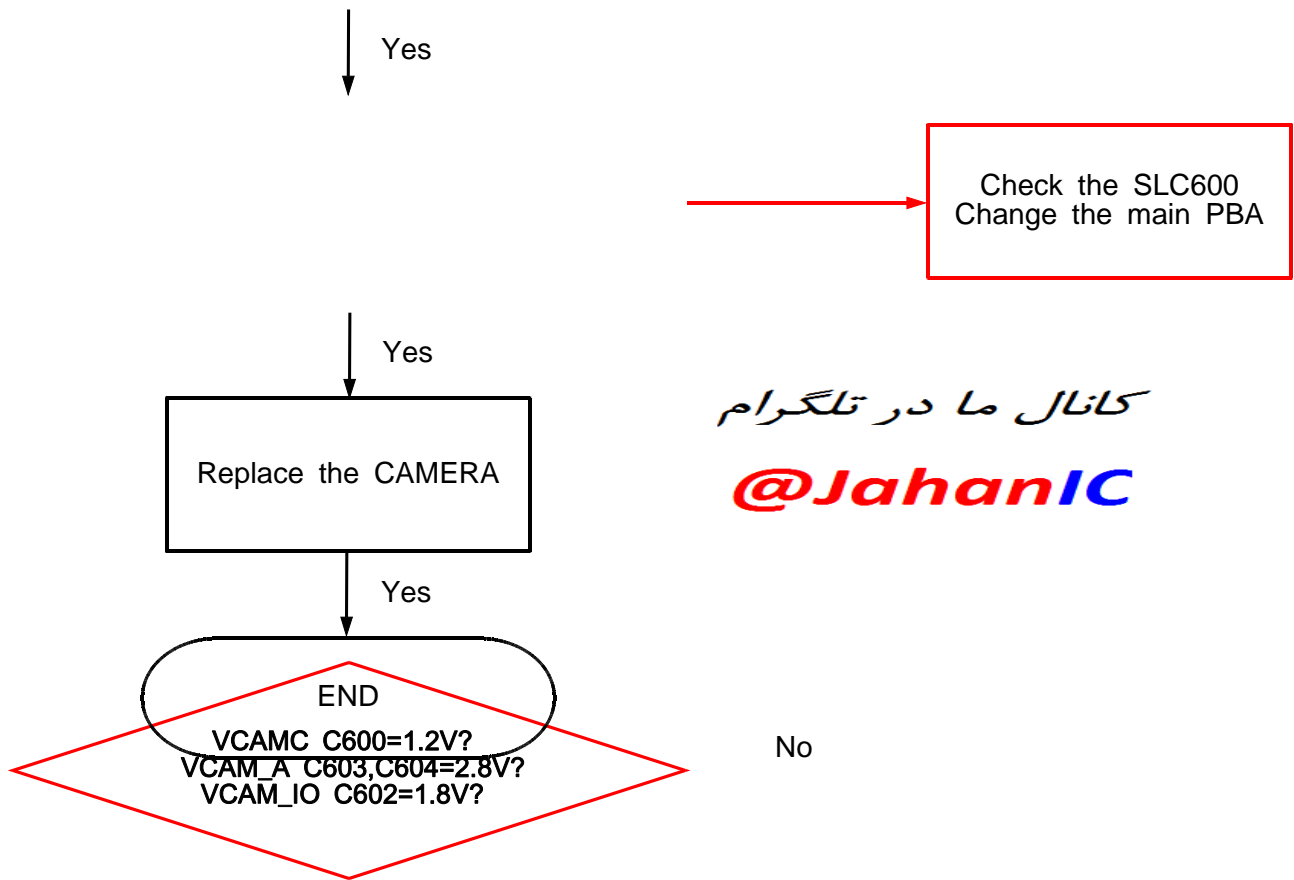 Yes
Check the SLC600
Change the main PBA
Yes
کانال ما در تلگرام
Replace the CAMERA
@JahanIC
Yes
END
VCAMC C600=1.2V?
No
VCAM_A C603,C604=2.8V?
VCAM_IO C602=1.8V?